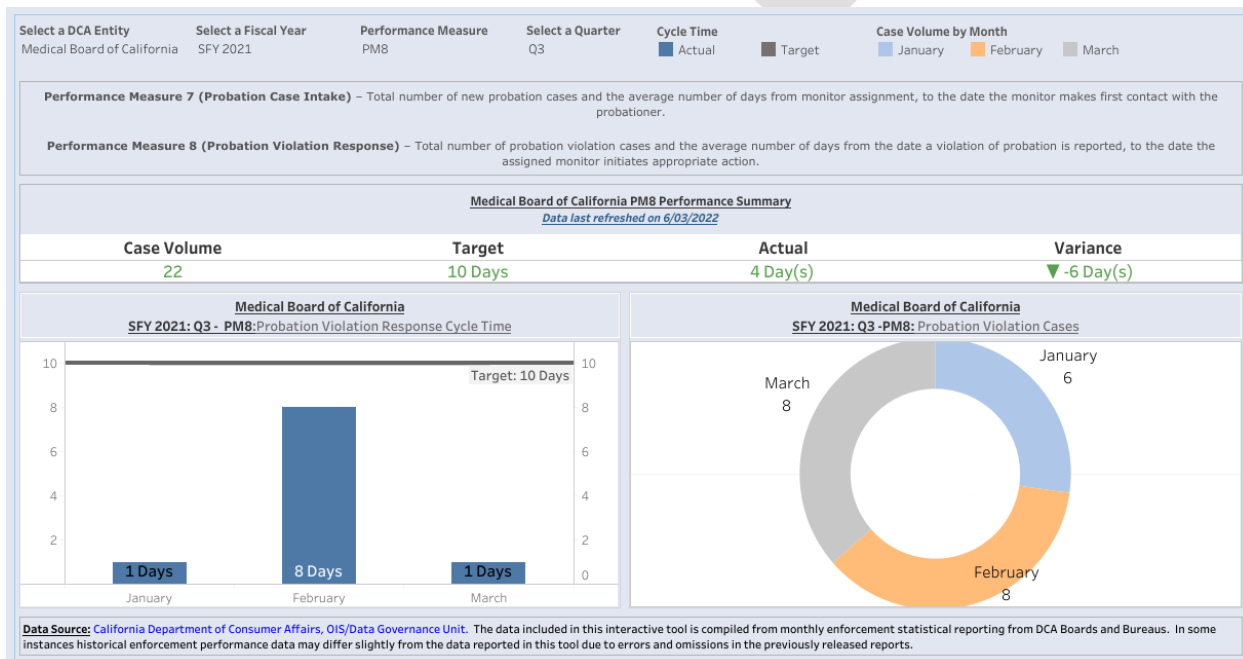 Select a DCA Entity Select a Fiscal Year Performance Measure Select a Quarter Cycle Time Case Volume by Month
Medical Board of California SFY 2021 PM8 Q3 Actual Target January February March
Performance Measure 7 (Probation Case Intake) – Total number of new probation cases and the average number of days from monitor assignment, to the date the monitor makes first contact with the
probationer.
Performance Measure 8 (Probation Violation Response) – Total number of probation violation cases and the average number of days from the date a violation of probation is reported, to the date the
assigned monitor initiates appropriate action.
Medical Board of California PM8 Performance Summary
Data last refreshed on 6/03/2022
Case Volume Target Actual Variance
22 10 Days 4 Day(s) ▼ -6 Day(s)
Medical Board of California
SFY 2021: Q3 - PM8:Probation Violation Response Cycle Time
10 10
Target: 10 Days
8 8
6 6
4 4
2 2
0
1 Days 8 Days 1 Days
January February March
Medical Board of California
SFY 2021: Q3 -PM8: Probation Violation Cases
January
6
March
8
February
8
Data Source: California Department of Consumer Affairs, OIS/Data Governance Unit. The data included in this interactive tool is compiled from monthly enforcement statistical reporting from DCA Boards and Bureaus. In some
instances historical enforcement performance data may differ slightly from the data reported in this tool due to errors and omissions in the previously released reports.